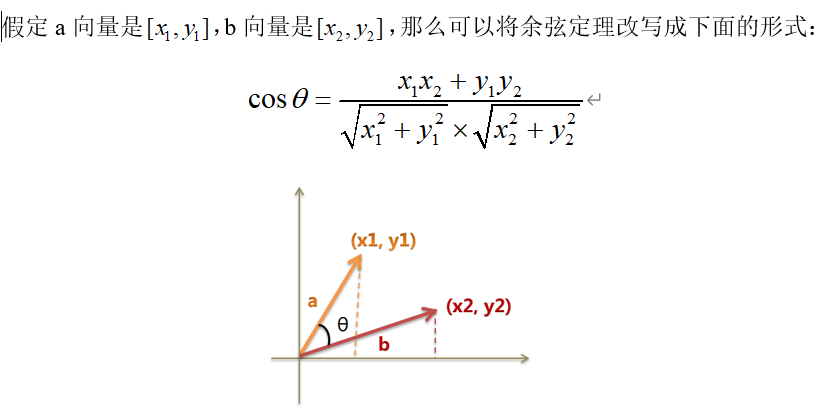 假定 a 向量是[x₁, y₁]，b 向量是[x₂, y₂]，那么可以将余弦定理改写成下面的形式：
cos θ = (x₁x₂ + y₁y₂) / (√(x₁² + y₁²) × √(x₂² + y₂²)) ↵
(x1, y1)
a
(x2, y2)
θ
b